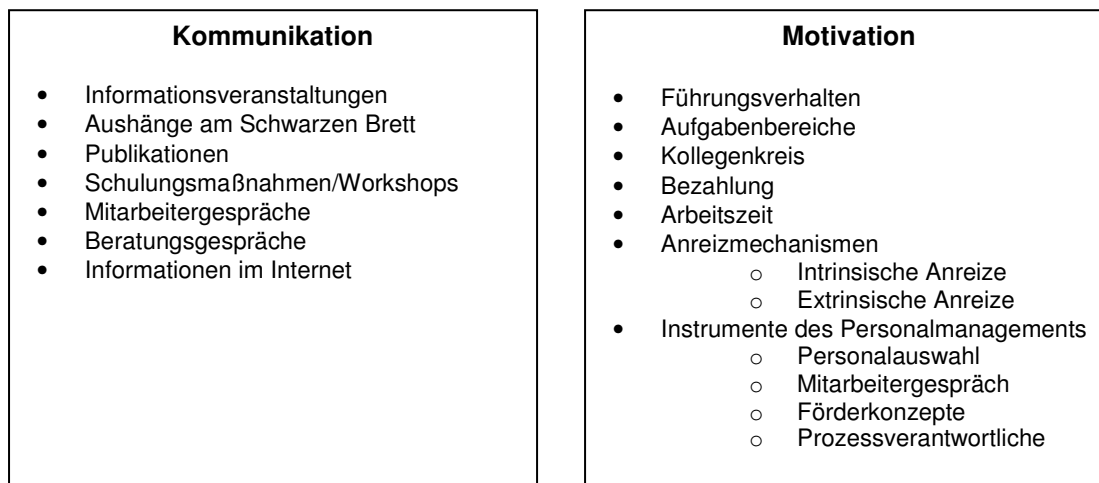 Kommunikation
• Informationsveranstaltungen
• Aushänge am Schwarzen Brett
• Publikationen
• Schulungsmaßnahmen/Workshops
• Mitarbeitergespräche
• Beratungsgespräche
• Informationen im Internet
Motivation
• Führungsverhalten
• Aufgabenbereiche
• Kollegenkreis
• Bezahlung
• Arbeitszeit
• Anreizmechanismen
o Intrinsische Anreize
o Extrinsische Anreize
• Instrumente des Personalmanagements
o Personalauswahl
o Mitarbeitergespräch
o Förderkonzepte
o Prozessverantwortliche